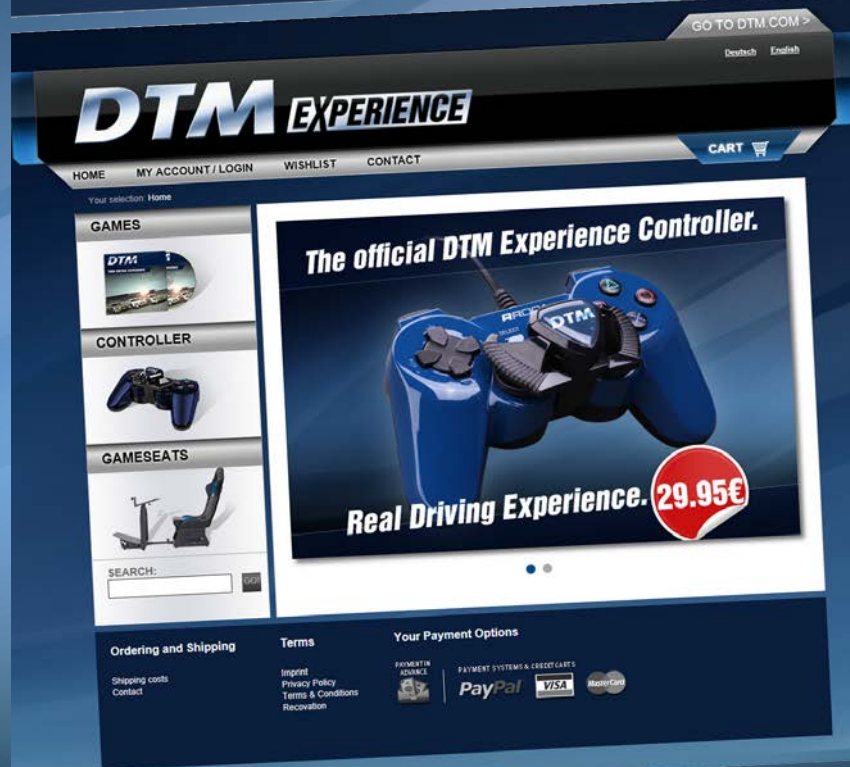 GO TO DTM.COM >
Deutsch English
DTM EXPERIENCE
HOME MY ACCOUNT / LOGIN WISHLIST CONTACT
CART
Your selection: Home
GAMES
DTM
CONTROLLER
GAMESEATS
SEARCH:
GO!
The official DTM Experience Controller.
SELECT
DTM
Real Driving Experience. 29.95€
Ordering and Shipping
Shipping costs
Contact
Terms
Imprint
Privacy Policy
Terms & Conditions
Recovation
Your Payment Options
PAYMENT IN
ADVANCE
PAYMENT SYSTEMS & CREDITCARTS
PayPal VISA MasterCard